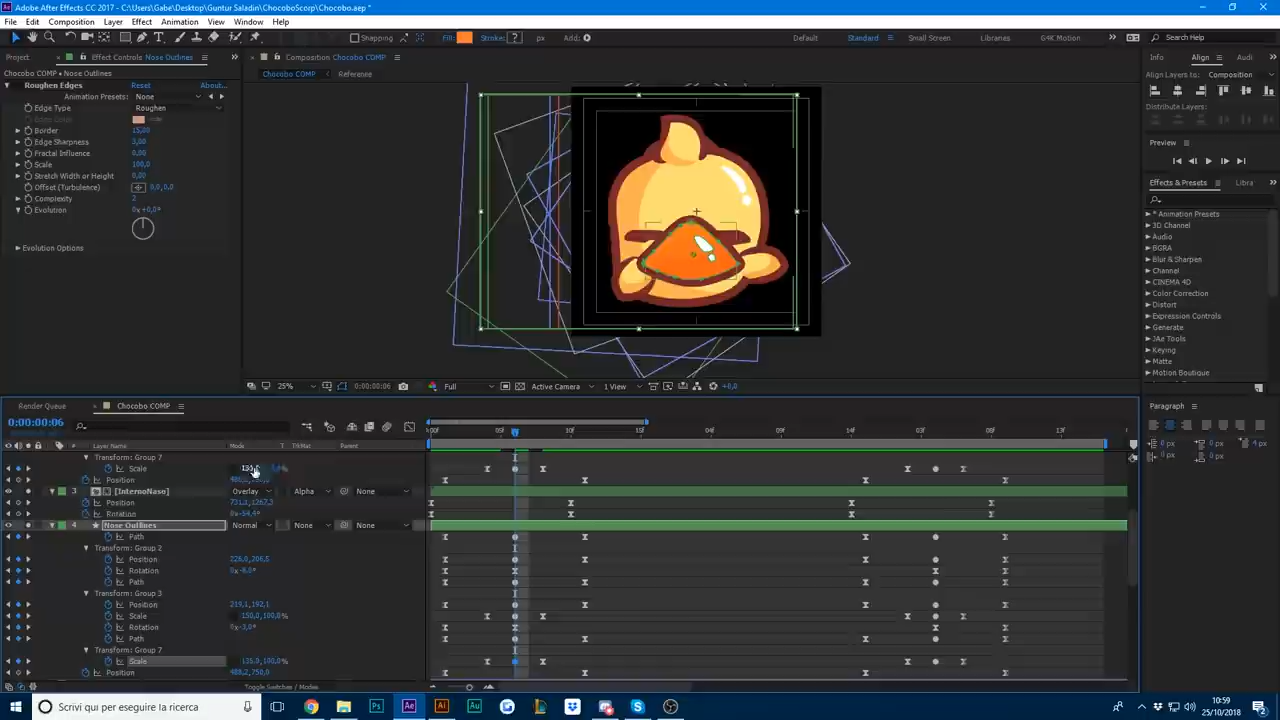 Adobe After Effects CC 2017 - C:\Users\Gabe\Desktop\Guntur Saladin\ChocoboScorp\Chocobo.aep *
File Edit Composition Layer Effect Animation View Window Help
Snapping Fill: Stroke: ? px Add: Default Standard Small Screen Libraries G4K Motion Search Help
Project Effect Controls Nose Outlines Composition Chocobo COMP Info Align Audi
Chocobo COMP • Nose Outlines Chocobo COMP Reference Align Layers to: Composition
Roughen Edges Reset About...
Animation Presets: None
Edge Type Roughen Distribute Layers:
Border 15,00
Edge Sharpness 3,00 Preview
Fractal Influence 0,00
Scale 100,0
Stretch Width or Height 0,00 Effects & Presets Libra
Offset (Turbulence) 0,0,0,0
Complexity 2
Evolution 0x+0,0°
Evolution Options
* Animation Presets
3D Channel
Audio
BGRA
Blur & Sharpen
Channel
CINEMA 4D
Color Correction
Distort
Expression Controls
Generate
JAe Tools
Keying
Matte
Motion Boutique
25% 0:00:00:06 Full Active Camera 1 View +0,0
Render Queue Chocobo COMP Paragraph
0:00:00:06
Layer Name Mode T TrkMat Parent
:00f 05f 10f 15f 04f 14f 09f 13f
0 px 0 px 4 px
0 px 0 px
Transform: Group 7
Scale
Position
3 [InternoNaso] Overlay Alpha None
Position 731,1,1267,3
Rotation 0x-54,4°
4 Nose Outlines Normal None None
Path
Transform: Group 2
Position 226,0,206,5
Rotation
Path
Transform: Group 3
Position 219,1,192,1
Scale 150,0,100,0%
Rotation 0x-3,0°
Path
Transform: Group 7
Scale 135,0,100,0%
Position 488,2,750,0
Toggle Switches / Modes
Scrivi qui per eseguire la ricerca
10:59
25/10/2018